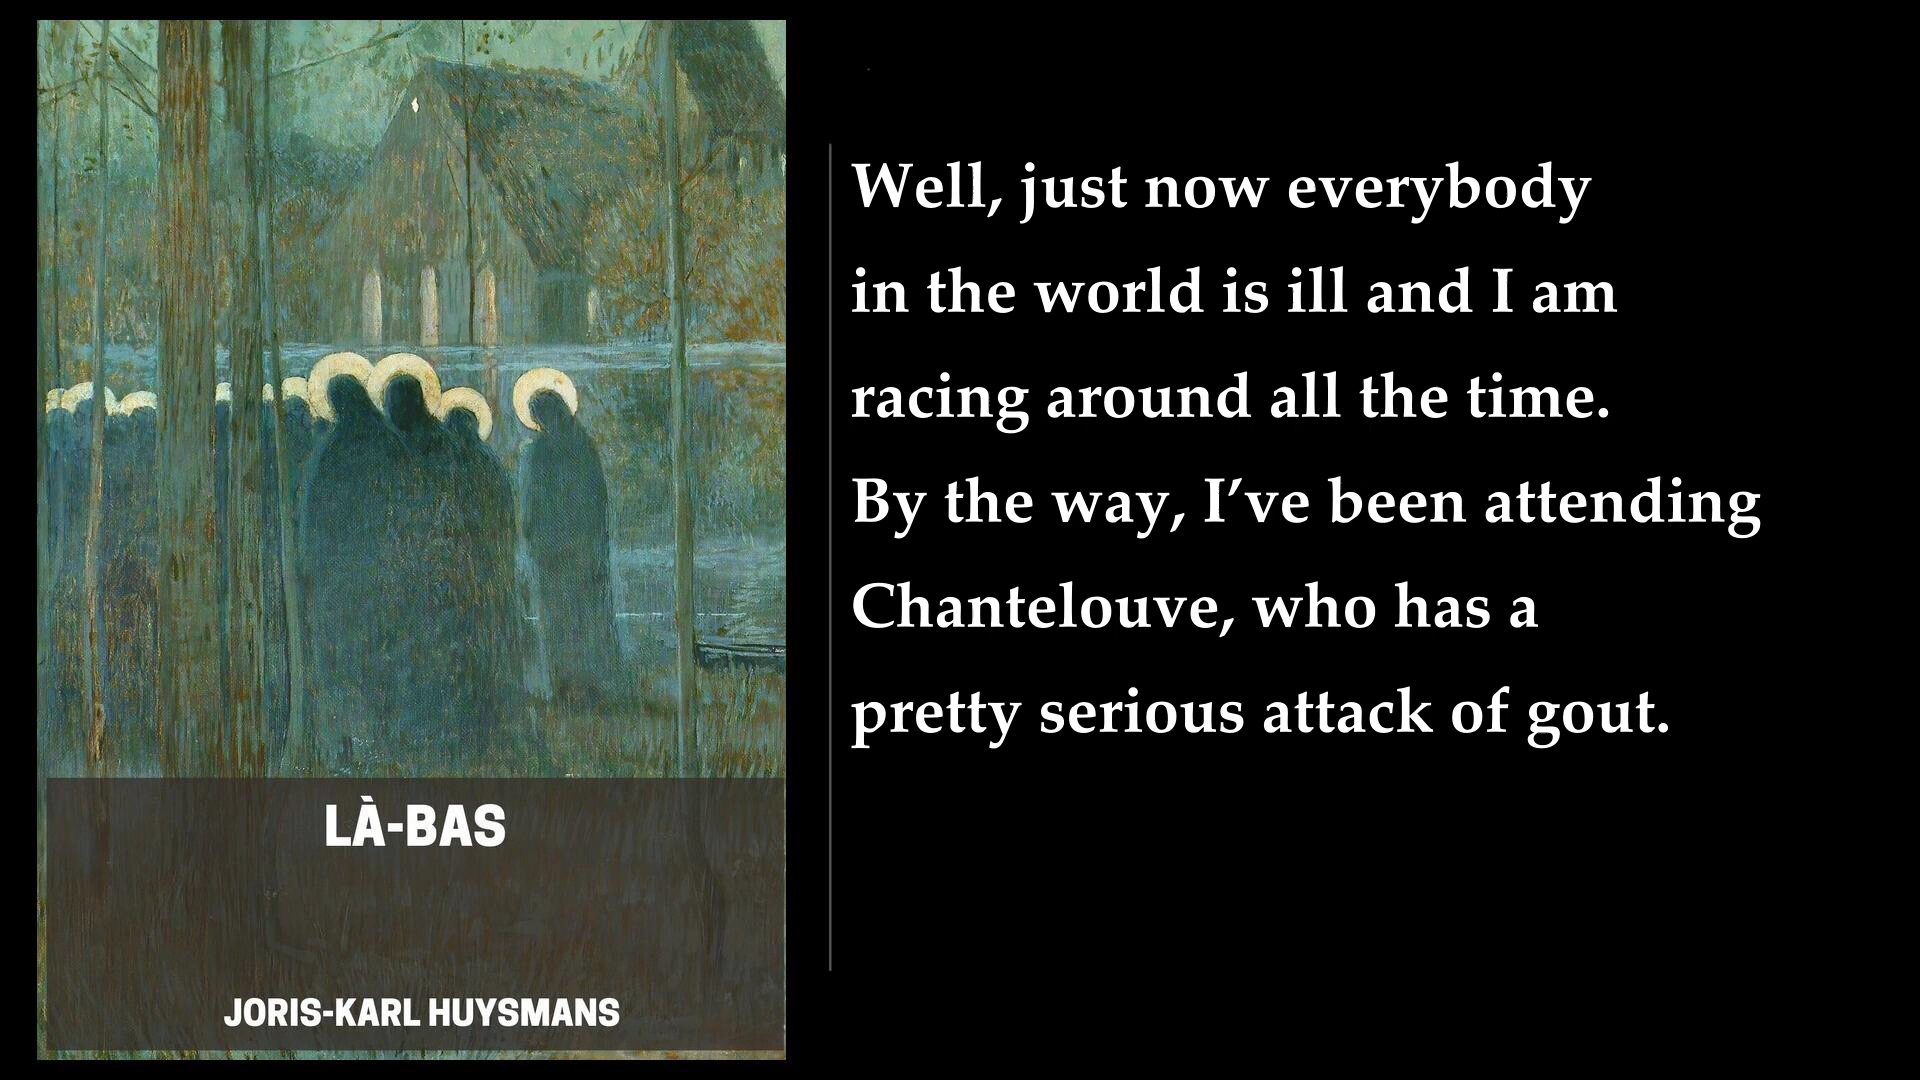 LÀ-BAS
JORIS-KARL HUYSMANS
Well, just now everybody
in the world is ill and I am
racing around all the time.
By the way, I’ve been attending
Chantelouve, who has a
pretty serious attack of gout.